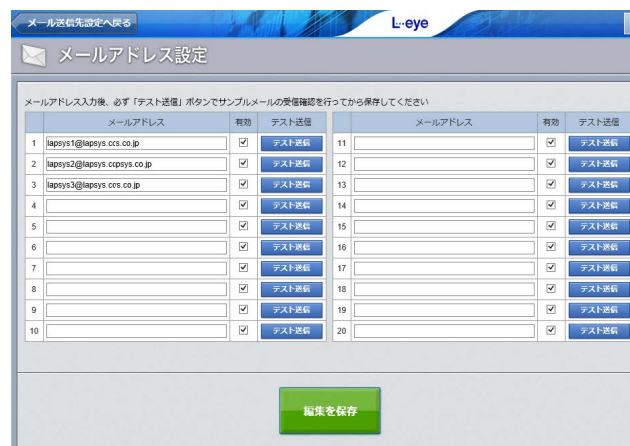 メール送信先設定へ戻る
L·eye
メールアドレス設定
メールアドレス入力後、必ず「テスト送信」ボタンでサンプルメールの受信確認を行ってから保存してください
メールアドレス 有効 テスト送信 メールアドレス 有効 テスト送信
1 lapsys1@lapsys.ccs.co.jp テスト送信 11 テスト送信
2 lapsys2@lapsys.ccpsys.co.jp テスト送信 12 テスト送信
3 lapsys3@lapsys.ccs.co.jp テスト送信 13 テスト送信
4 テスト送信 14 テスト送信
5 テスト送信 15 テスト送信
6 テスト送信 16 テスト送信
7 テスト送信 17 テスト送信
8 テスト送信 18 テスト送信
9 テスト送信 19 テスト送信
10 テスト送信 20 テスト送信
編集を保存